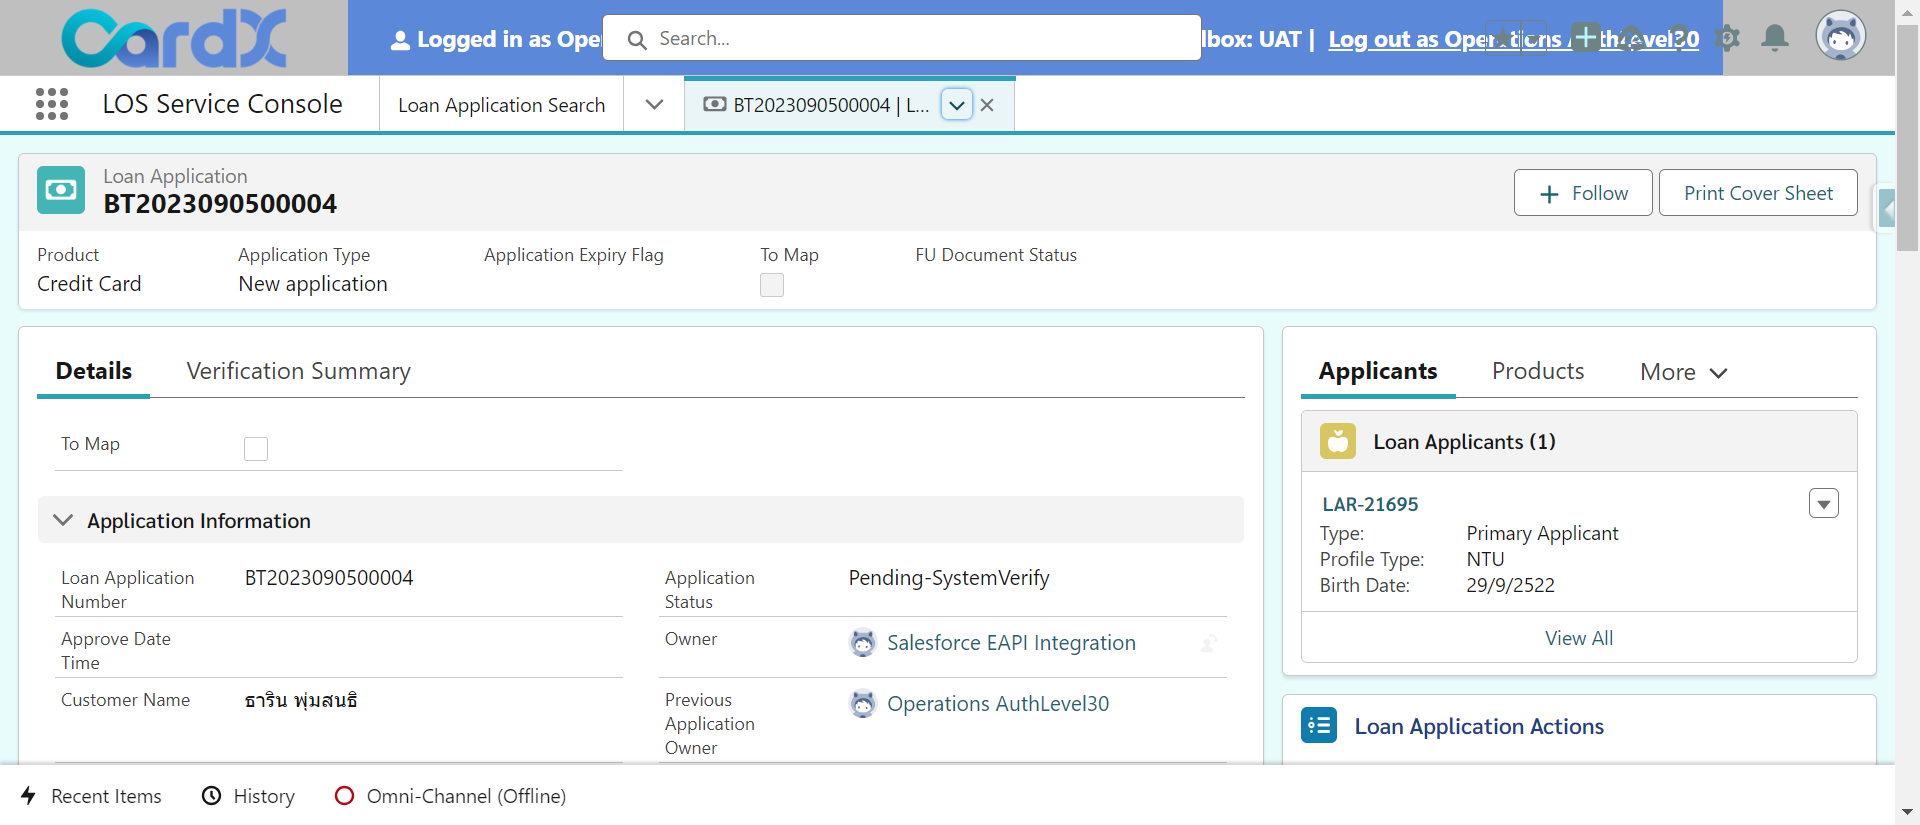 CardX
Logged in as Ope
Search...
lbox: UAT |
Log out as Operations AuthLevel30
LOS Service Console
Loan Application Search
BT2023090500004 | L...
Loan Application
BT2023090500004
Follow
Print Cover Sheet
Product
Application Type
Application Expiry Flag
To Map
FU Document Status
Credit Card
New application
Details
Verification Summary
To Map
Application Information
Loan Application
Number
BT2023090500004
Application
Status
Pending-SystemVerify
Approve Date
Time
Owner
Salesforce EAPI Integration
Customer Name
ธาริน พุ่มสนธิ
Previous
Application
Owner
Operations AuthLevel30
Applicants
Products
More
Loan Applicants (1)
LAR-21695
Type:
Primary Applicant
Profile Type:
NTU
Birth Date:
29/9/2522
View All
Loan Application Actions
Recent Items
History
Omni-Channel (Offline)